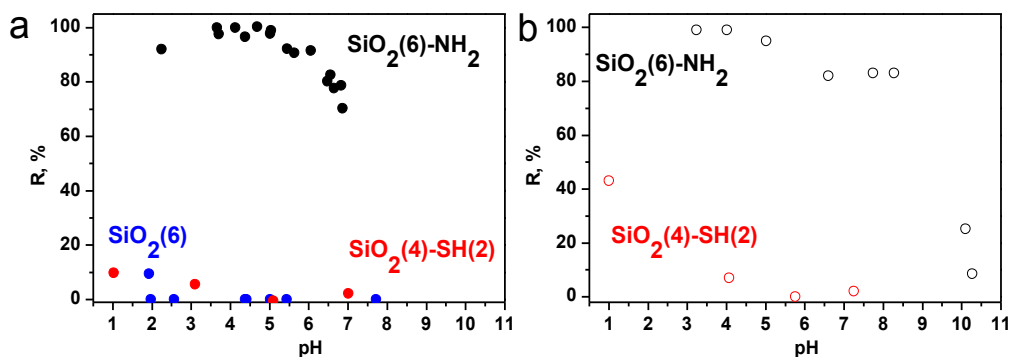 a
R, %
100
80
60
40
20
0
SiO2(6)-NH2
SiO2(6)
SiO2(4)-SH(2)
1 2 3 4 5 6 7 8 9 10 11
pH
b
R, %
100
80
60
40
20
0
SiO2(6)-NH2
SiO2(4)-SH(2)
1 2 3 4 5 6 7 8 9 10 11
pH